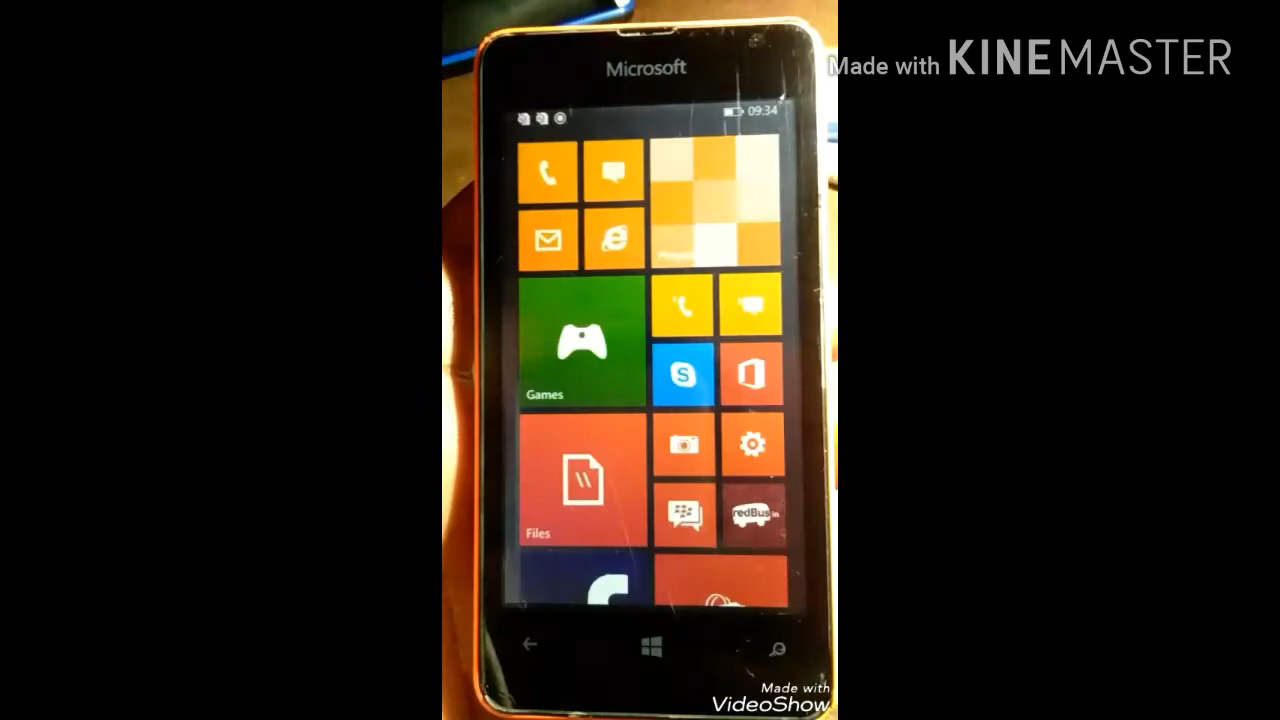 Made with KINEMASTER
Microsoft
09:34
Games
redBus in
Files
Made with
VideoShow